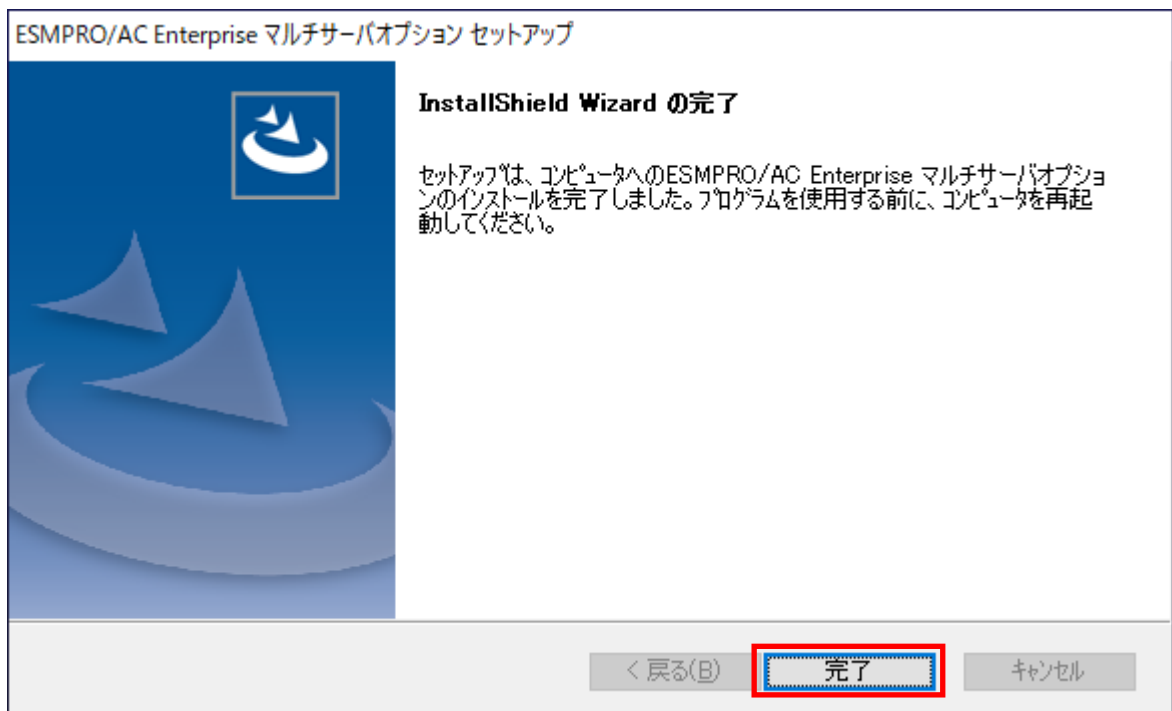 ESMPRO/AC Enterprise マルチサーバオプション セットアップ
InstallShield Wizard の完了
セットアップは、コンピュータへのESMPRO/AC Enterprise マルチサーバオプショ
ンのインストールを完了しました。プログラムを使用する前に、コンピュータを再起
動してください。
< 戻る(B)
完了
キャンセル